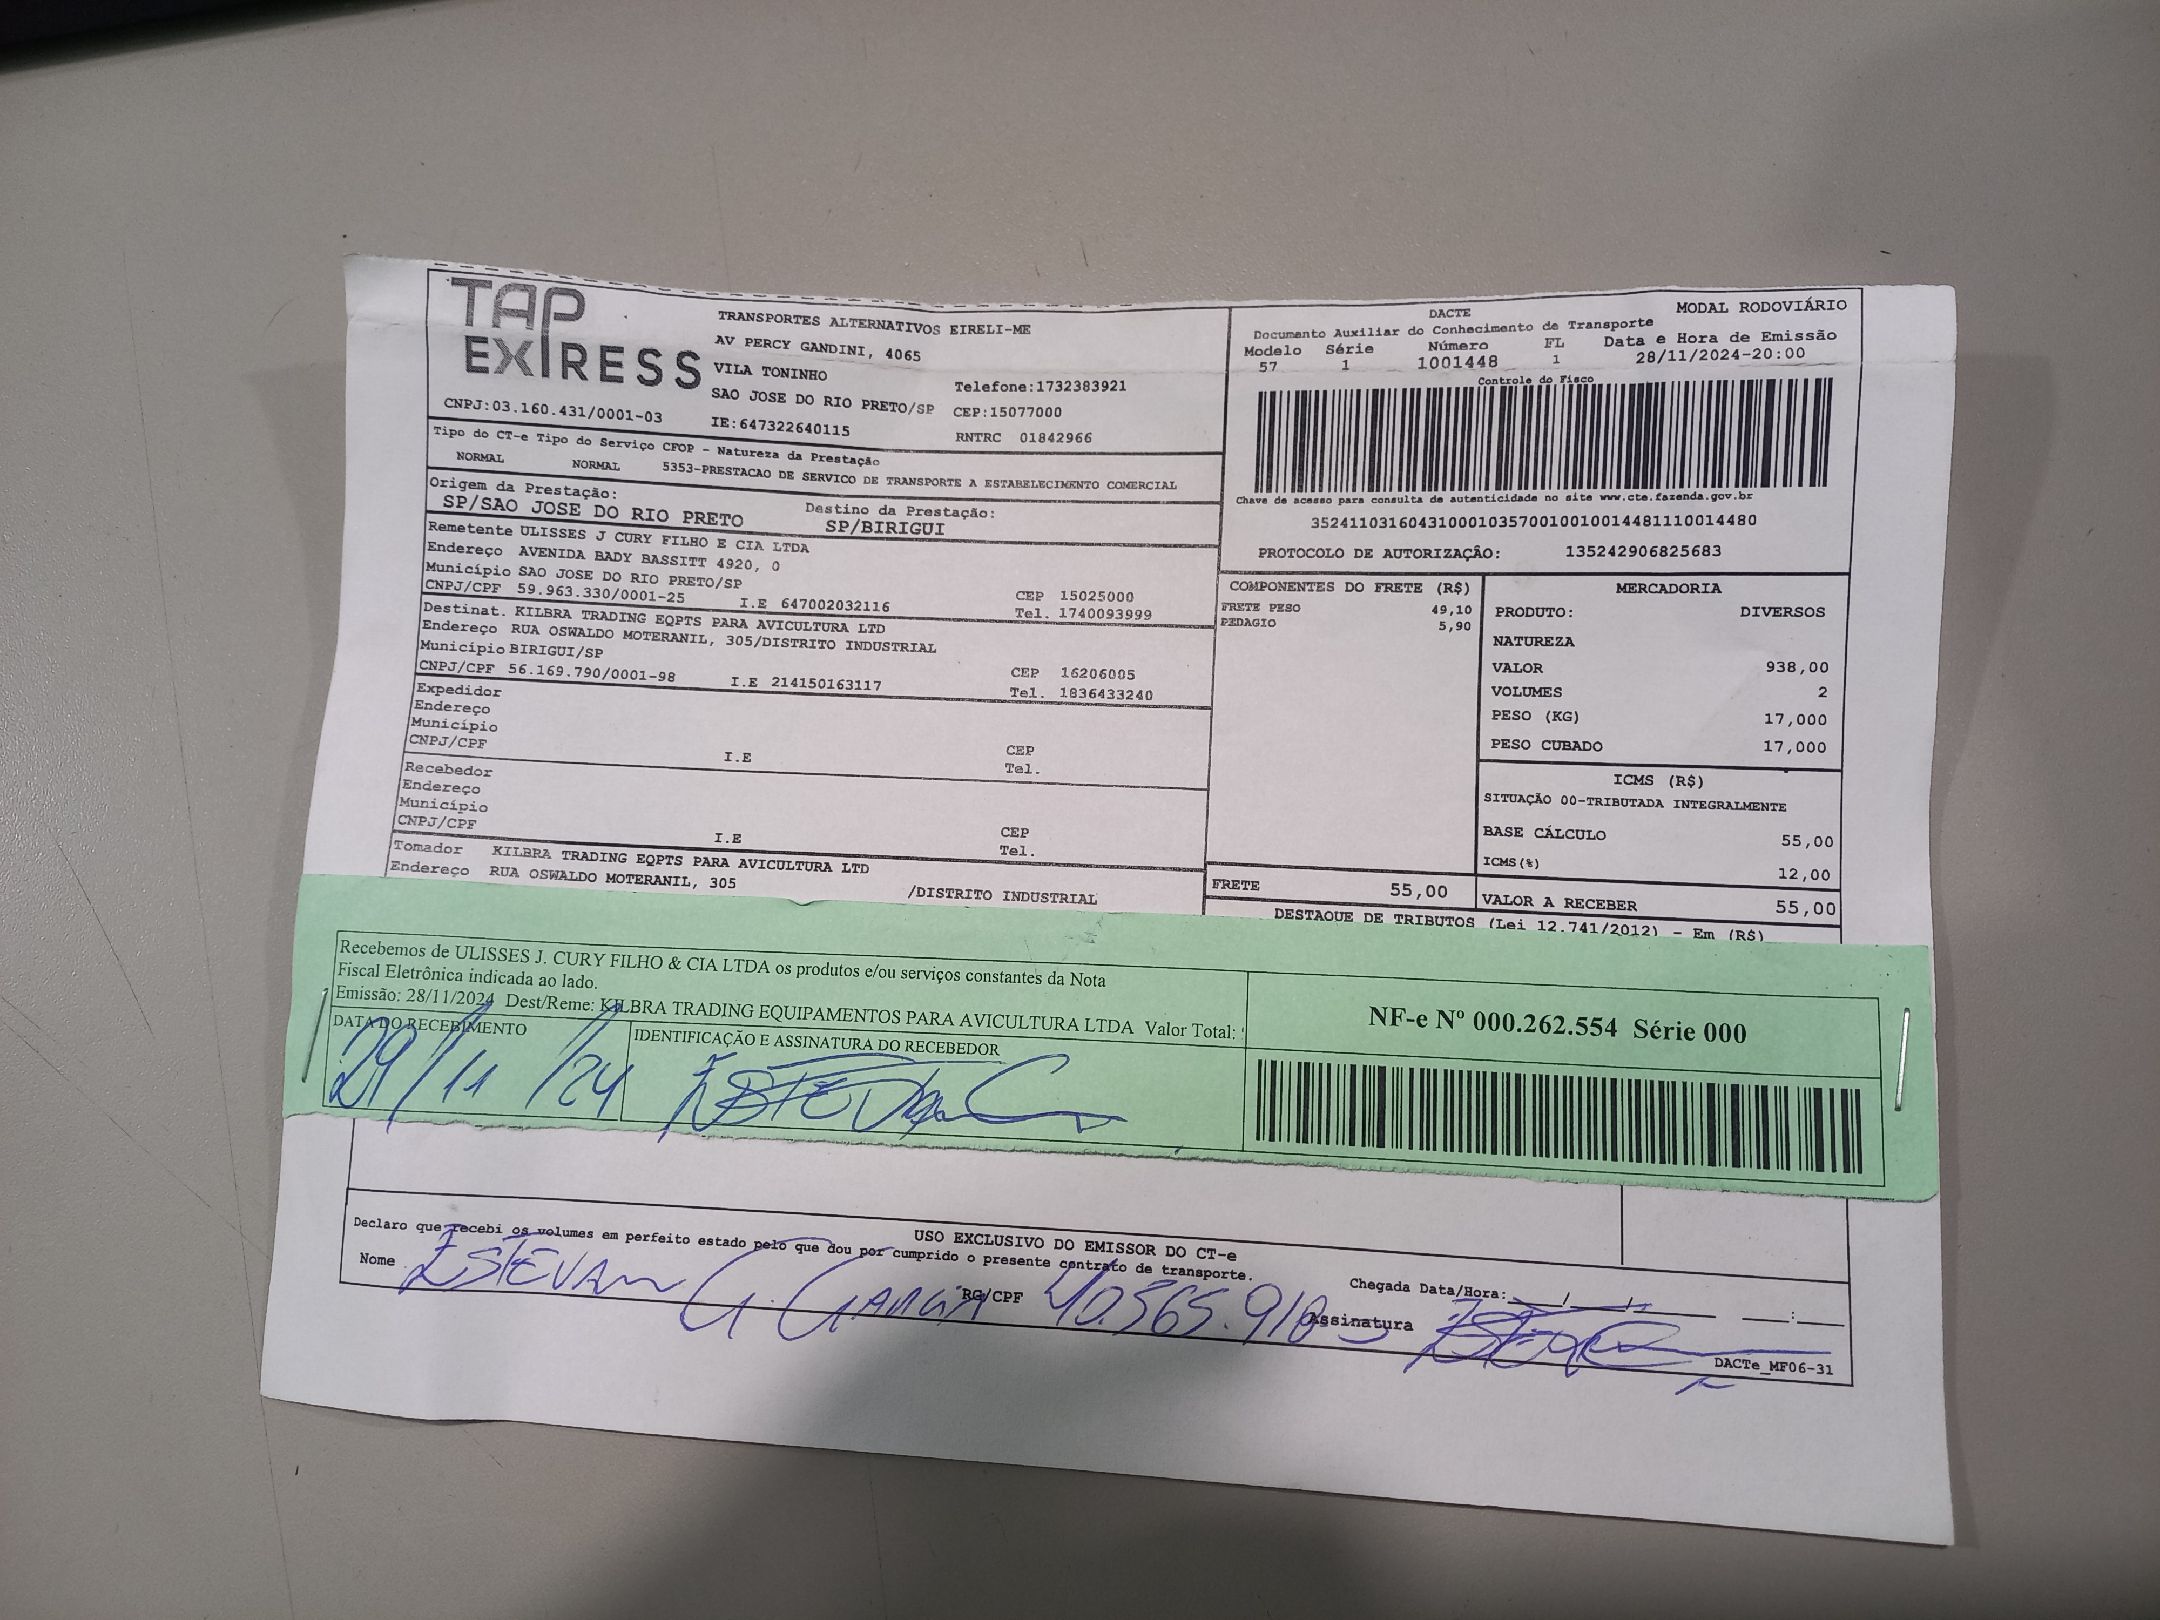 TAP EXPRESS
TRANSPORTES ALTERNATIVOS EIRELI-ME
AV PERCY GANDINI, 4065
VILA TONINHO
Telefone:1732383921
SAO JOSE DO RIO PRETO/SP CEP:15077000
CNPJ:03.160.431/0001-03 IE:647322640115 RNTRC 01842966
Tipo do CT-e Tipo do Serviço CFOP - Natureza da Prestação
NORMAL NORMAL 5353-PRESTACAO DE SERVICO DE TRANSPORTE A ESTABELECIMENTO COMERCIAL
Origem da Prestação: Destino da Prestação:
SP/SAO JOSE DO RIO PRETO SP/BIRIGUI
Remetente ULISSES J CURY FILHO E CIA LTDA
Endereço AVENIDA BADY BASSITT 4920, 0
Município SAO JOSE DO RIO PRETO/SP CEP 15025000
CNPJ/CPF 59.963.330/0001-25 I.E 647002032116 Tel. 1740093999
Destinat. KILBRA TRADING EQPTS PARA AVICULTURA LTD
Endereço RUA OSWALDO MOTERANIL, 305/DISTRITO INDUSTRIAL
Município BIRIGUI/SP CEP 16206005
CNPJ/CPF 56.169.790/0001-98 I.E 214150163117 Tel. 1836433240
Expedidor
Endereço
Município CEP
CNPJ/CPF I.E Tel.
Recebedor
Endereço
Município CEP
CNPJ/CPF I.E Tel.
Tomador KILBRA TRADING EQPTS PARA AVICULTURA LTD
Endereço RUA OSWALDO MOTERANIL, 305 /DISTRITO INDUSTRIAL
DACTE MODAL RODOVIÁRIO
Documento Auxiliar do Conhecimento de Transporte
Modelo Série Número FL Data e Hora de Emissão
57 1 1001448 1 28/11/2024-20:00
Controle do Fisco
Chave de acesso para consulta de autenticidade no site www.cte.fazenda.gov.br
35241103160431000103570010010014481110014480
PROTOCOLO DE AUTORIZAÇÃO: 135242906825683
COMPONENTES DO FRETE (R$)
FRETE PESO 49,10
PEDAGIO 5,90
FRETE 55,00
MERCADORIA
PRODUTO: DIVERSOS
NATUREZA
VALOR 938,00
VOLUMES 2
PESO (KG) 17,000
PESO CUBADO 17,000
ICMS (R$)
SITUAÇÃO 00-TRIBUTADA INTEGRALMENTE
BASE CÁLCULO 55,00
ICMS(%) 12,00
VALOR A RECEBER 55,00
DESTAQUE DE TRIBUTOS (Lei 12.741/2012) - Em (R$)
Recebemos de ULISSES J. CURY FILHO & CIA LTDA os produtos e/ou serviços constantes da Nota
Fiscal Eletrônica indicada ao lado.
Emissão: 28/11/2024 Dest/Reme: KILBRA TRADING EQUIPAMENTOS PARA AVICULTURA LTDA Valor Total:
DATA DO RECEBIMENTO IDENTIFICAÇÃO E ASSINATURA DO RECEBEDOR
29/11/24
NF-e Nº 000.262.554 Série 000
USO EXCLUSIVO DO EMISSOR DO CT-e
Declaro que recebi os volumes em perfeito estado pelo que dou por cumprido o presente contrato de transporte.
Nome ESTEVAN G. GARCIA RG/CPF
Chegada Data/Hora: __/__/__ __:__
Assinatura
DACTe_MF06-31